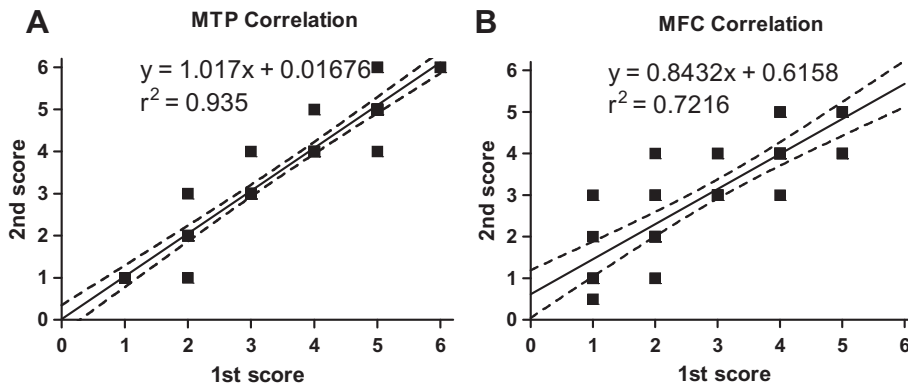 A
MTP Correlation
y = 1.017x + 0.01676
r² = 0.935
2nd score
6
5
4
3
2
1
0
0 1 2 3 4 5 6
1st score
B
MFC Correlation
y = 0.8432x + 0.6158
r² = 0.7216
2nd score
6
5
4
3
2
1
0
0 1 2 3 4 5 6
1st score